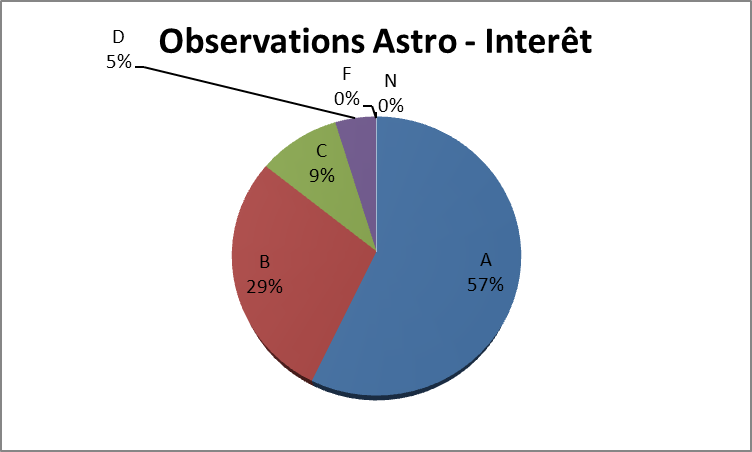 Observations Astro - Interêt
D
5%
F
0%
N
0%
C
9%
B
29%
A
57%